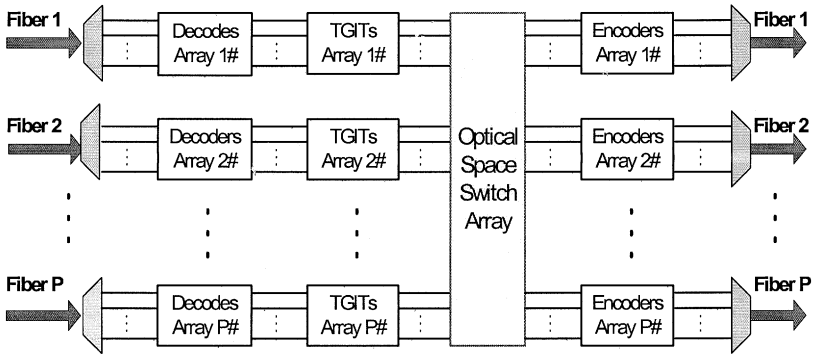 Fiber 1
Decodes
Array 1#
TGITs
Array 1#
Encoders
Array 1#
Fiber 1
Fiber 2
Decoders
Array 2#
TGITs
Array 2#
Optical
Space
Switch
Array
Encoders
Array 2#
Fiber 2
Fiber P
Decodes
Array P#
TGITs
Array P#
Encoders
Array P#
Fiber P